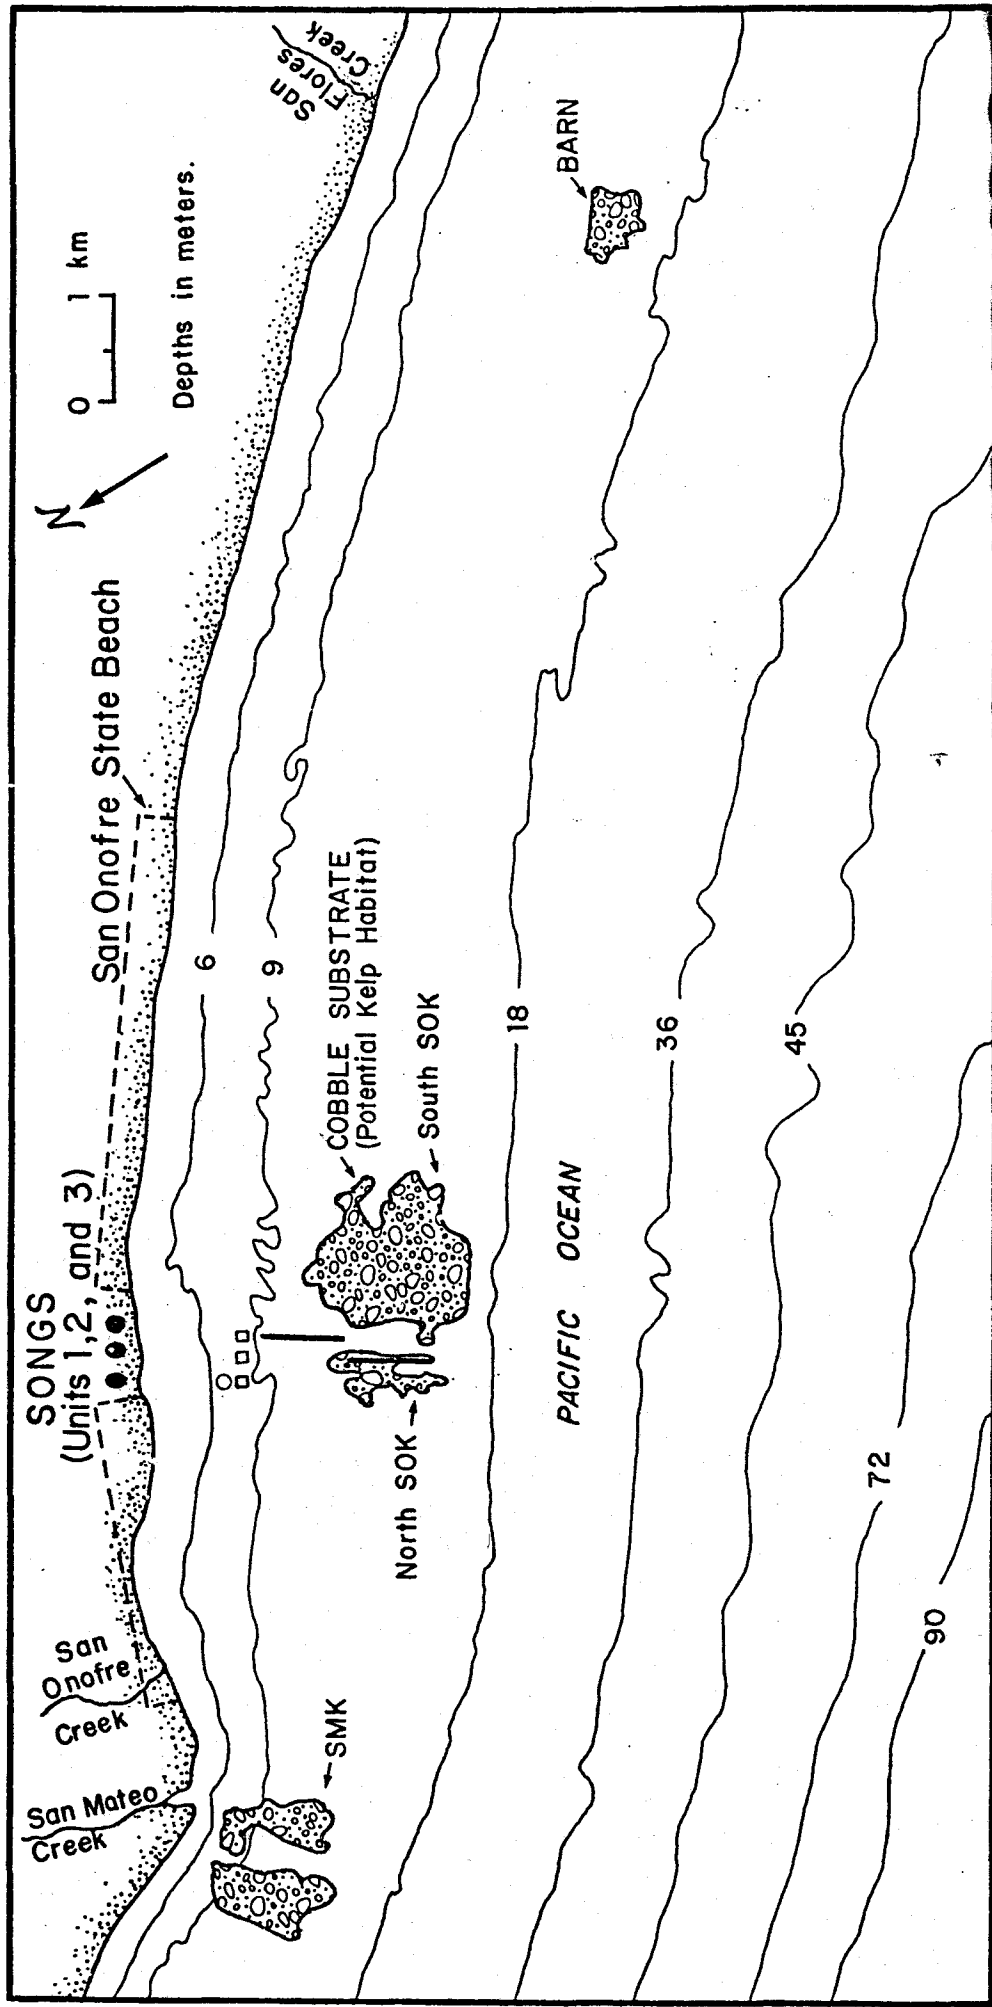 SONGS
(Units 1,2, and 3)
San Onofre State Beach
N
0 1 km
Depths in meters.
San
Flores
Creek
San
Onofre
Creek
San Mateo
Creek
6
9
18
36
45
72
90
COBBLE SUBSTRATE
(Potential Kelp Habitat)
South SOK
North SOK
SMK
BARN
PACIFIC OCEAN